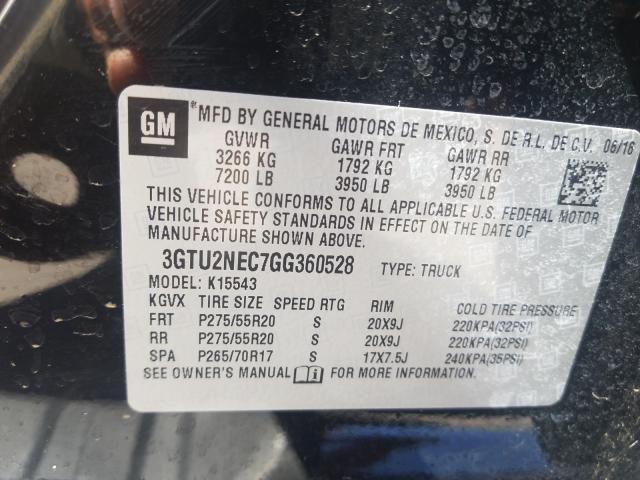 GM
*MFD BY GENERAL MOTORS DE MEXICO, S. DE R.L. DE C.V. 06/16
GVWR GAWR FRT GAWR RR
3266 KG 1792 KG 1792 KG
7200 LB 3950 LB 3950 LB
THIS VEHICLE CONFORMS TO ALL APPLICABLE U.S. FEDERAL MOTOR
VEHICLE SAFETY STANDARDS IN EFFECT ON THE DATE OF
MANUFACTURE SHOWN ABOVE.
3GTU2NEC7GG360528 TYPE: TRUCK
MODEL: K15543
KGVX TIRE SIZE SPEED RTG RIM COLD TIRE PRESSURE
FRT P275/55R20 S 20X9J 220KPA(32PSI)
RR P275/55R20 S 20X9J 220KPA(32PSI)
SPA P265/70R17 S 17X7.5J 240KPA(35PSI)
SEE OWNER'S MANUAL i FOR MORE INFORMATION.